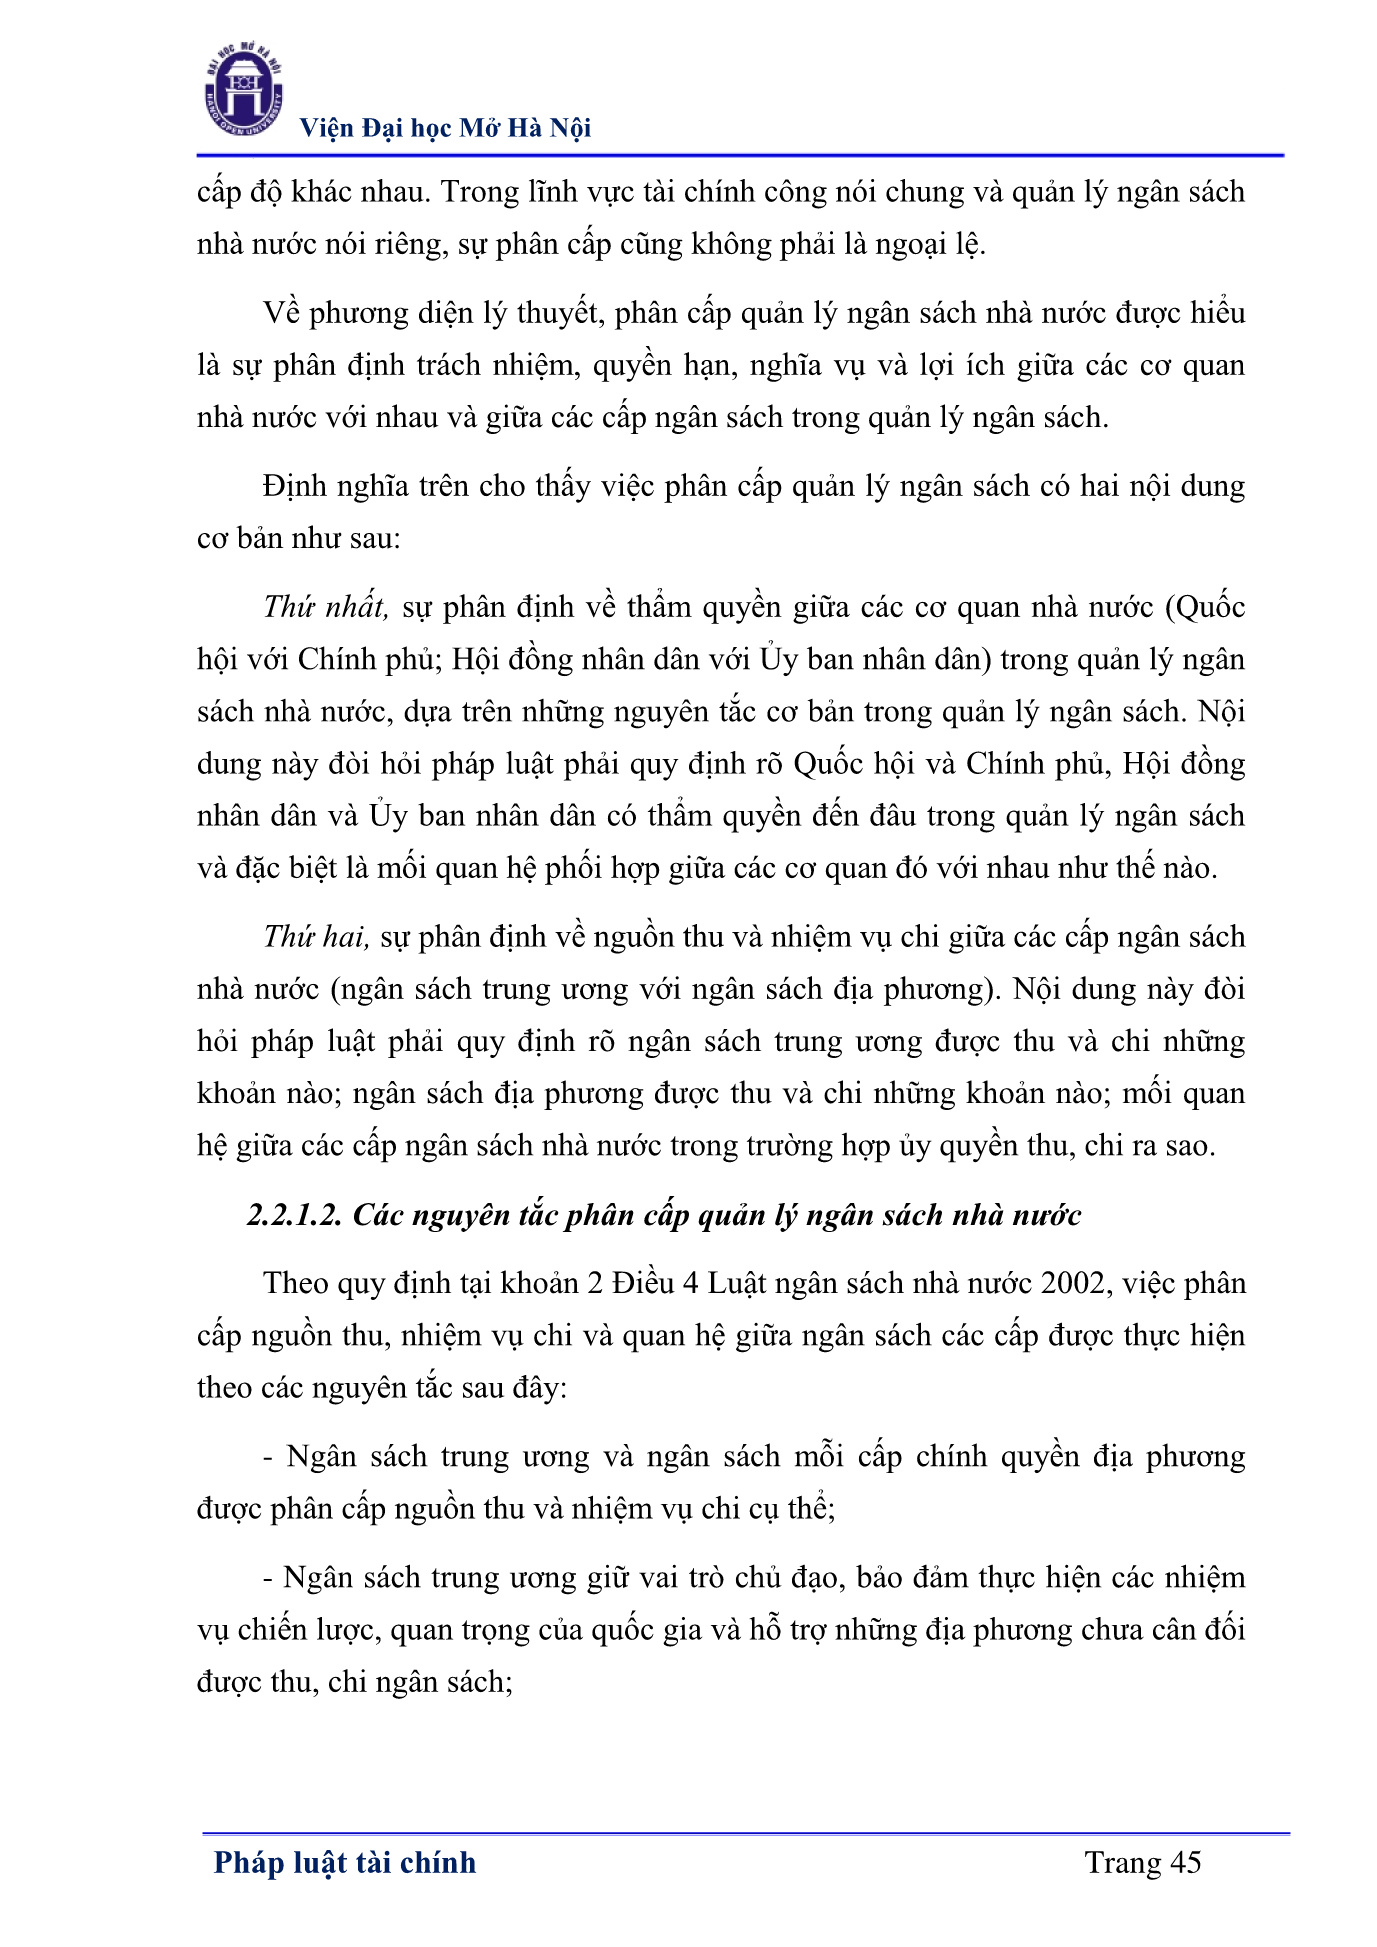 ĐẠI HỌC MỞ HÀ NỘI
HANOI OPEN UNIVERSITY
Viện Đại học Mở Hà Nội
cấp độ khác nhau. Trong lĩnh vực tài chính công nói chung và quản lý ngân sách
nhà nước nói riêng, sự phân cấp cũng không phải là ngoại lệ.
Về phương diện lý thuyết, phân cấp quản lý ngân sách nhà nước được hiểu
là sự phân định trách nhiệm, quyền hạn, nghĩa vụ và lợi ích giữa các cơ quan
nhà nước với nhau và giữa các cấp ngân sách trong quản lý ngân sách.
Định nghĩa trên cho thấy việc phân cấp quản lý ngân sách có hai nội dung
cơ bản như sau:
Thứ nhất, sự phân định về thẩm quyền giữa các cơ quan nhà nước (Quốc
hội với Chính phủ; Hội đồng nhân dân với Ủy ban nhân dân) trong quản lý ngân
sách nhà nước, dựa trên những nguyên tắc cơ bản trong quản lý ngân sách. Nội
dung này đòi hỏi pháp luật phải quy định rõ Quốc hội và Chính phủ, Hội đồng
nhân dân và Ủy ban nhân dân có thẩm quyền đến đâu trong quản lý ngân sách
và đặc biệt là mối quan hệ phối hợp giữa các cơ quan đó với nhau như thế nào.
Thứ hai, sự phân định về nguồn thu và nhiệm vụ chi giữa các cấp ngân sách
nhà nước (ngân sách trung ương với ngân sách địa phương). Nội dung này đòi
hỏi pháp luật phải quy định rõ ngân sách trung ương được thu và chi những
khoản nào; ngân sách địa phương được thu và chi những khoản nào; mối quan
hệ giữa các cấp ngân sách nhà nước trong trường hợp ủy quyền thu, chi ra sao.
2.2.1.2. Các nguyên tắc phân cấp quản lý ngân sách nhà nước
Theo quy định tại khoản 2 Điều 4 Luật ngân sách nhà nước 2002, việc phân
cấp nguồn thu, nhiệm vụ chi và quan hệ giữa ngân sách các cấp được thực hiện
theo các nguyên tắc sau đây:
- Ngân sách trung ương và ngân sách mỗi cấp chính quyền địa phương
được phân cấp nguồn thu và nhiệm vụ chi cụ thể;
- Ngân sách trung ương giữ vai trò chủ đạo, bảo đảm thực hiện các nhiệm
vụ chiến lược, quan trọng của quốc gia và hỗ trợ những địa phương chưa cân đối
được thu, chi ngân sách;
Pháp luật tài chính Trang 45